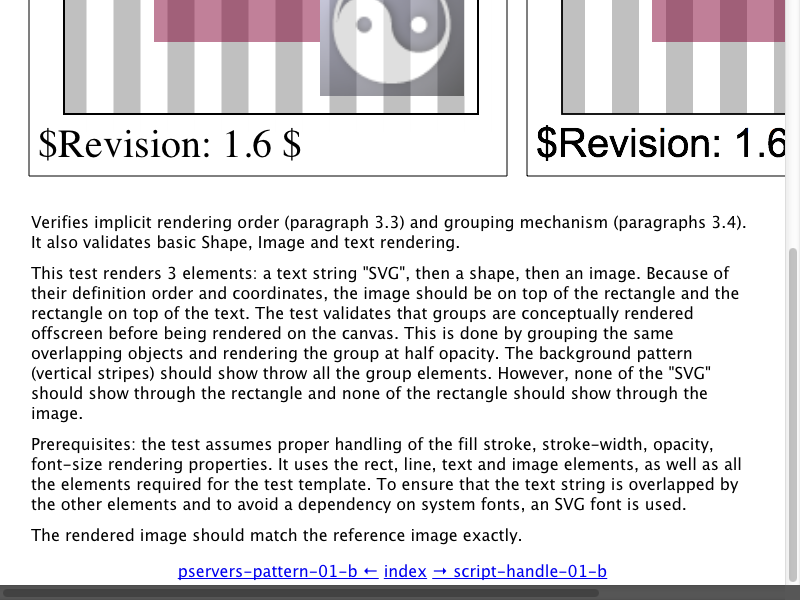 $Revision: 1.6 $
$Revision: 1.6
Verifies implicit rendering order (paragraph 3.3) and grouping mechanism (paragraphs 3.4).
It also validates basic Shape, Image and text rendering.
This test renders 3 elements: a text string "SVG", then a shape, then an image. Because of
their definition order and coordinates, the image should be on top of the rectangle and the
rectangle on top of the text. The test validates that groups are conceptually rendered
offscreen before being rendered on the canvas. This is done by grouping the same
overlapping objects and rendering the group at half opacity. The background pattern
(vertical stripes) should show throw all the group elements. However, none of the "SVG"
should show through the rectangle and none of the rectangle should show through the
image.
Prerequisites: the test assumes proper handling of the fill stroke, stroke-width, opacity,
font-size rendering properties. It uses the rect, line, text and image elements, as well as all
the elements required for the test template. To ensure that the text string is overlapped by
the other elements and to avoid a dependency on system fonts, an SVG font is used.
The rendered image should match the reference image exactly.
pservers-pattern-01-b ← index → script-handle-01-b